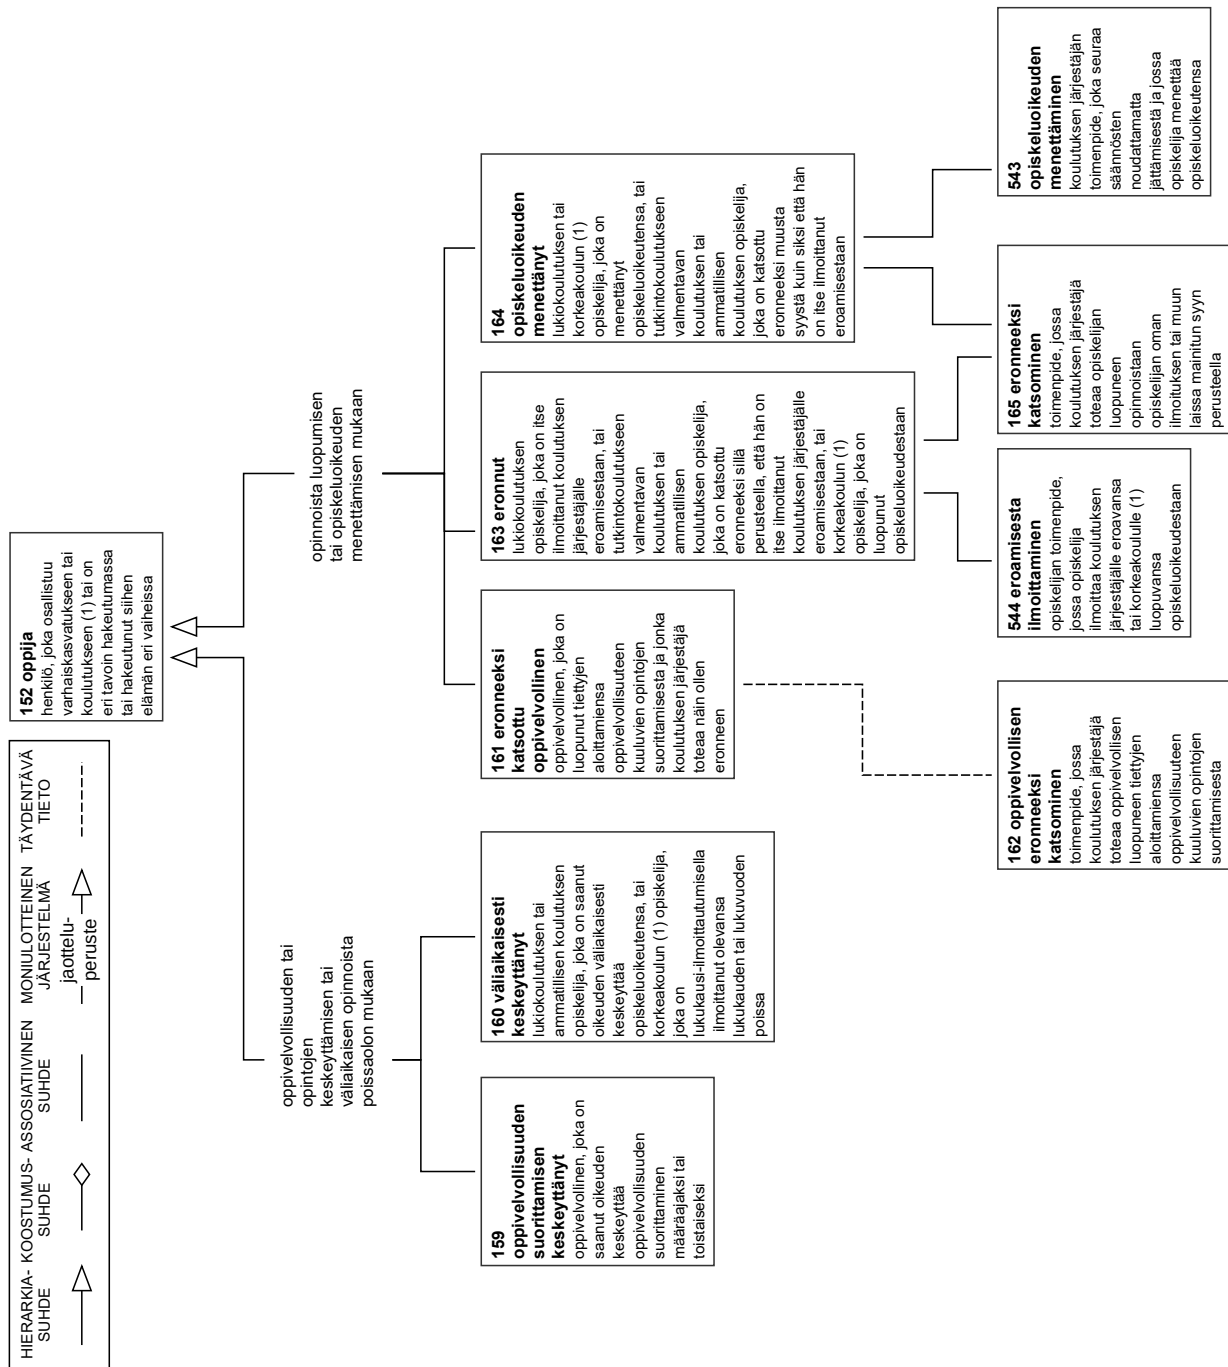 HIERARKIA-
SUHDE
KOOSTUMUS-
SUHDE
ASSOSIATIIVINEN
SUHDE
MONIULOTTEINEN
JÄRJESTELMÄ
jaottelu-
peruste
TÄYDENTÄVÄ
TIETO
152 oppija
henkilö, joka osallistuu
varhaiskasvatukseen tai
koulutukseen (1) tai on
eri tavoin hakeutumassa
tai hakeutunut siihen
elämän eri vaiheissa
oppivelvollisuuden tai
opintojen
keskeyttämisen tai
väliaikaisen opinnoista
poissaolon mukaan
opinnoista luopumisen
tai opiskeluoikeuden
menettämisen mukaan
159
oppivelvollisuuden
suorittamisen
keskeyttänyt
oppivelvollinen, joka on
saanut oikeuden
keskeyttää
oppivelvollisuuden
suorittaminen
määräajaksi tai
toistaiseksi
160 väliaikaisesti
keskeyttänyt
lukiokoulutuksen tai
ammatillisen koulutuksen
opiskelija, joka on saanut
oikeuden väliaikaisesti
keskeyttää
opiskeluoikeutensa, tai
korkeakoulun (1) opiskelija,
joka on
lukukausi-ilmoittautumisella
ilmoittanut olevansa
lukukauden tai lukuvuoden
poissa
161 eronneeksi
katsottu
oppivelvollinen
oppivelvollinen, joka on
luopunut tiettyjen
aloittamiensa
oppivelvollisuuteen
kuuluvien opintojen
suorittamisesta ja jonka
koulutuksen järjestäjä
toteaa näin ollen
eronneen
163 eronnut
lukiokoulutuksen
opiskelija, joka on itse
ilmoittanut koulutuksen
järjestäjälle
eroamisestaan, tai
tutkintokoulutukseen
valmentavan
koulutuksen tai
ammatillisen
koulutuksen opiskelija,
joka on katsottu
eronneeksi sillä
perusteella, että hän on
itse ilmoittanut
koulutuksen järjestäjälle
eroamisestaan, tai
korkeakoulun (1)
opiskelija, joka on
luopunut
opiskeluoikeudestaan
164
opiskeluoikeuden
menettänyt
lukiokoulutuksen tai
korkeakoulun (1)
opiskelija, joka on
menettänyt
opiskeluoikeutensa, tai
tutkintokoulutukseen
valmentavan
koulutuksen tai
ammatillisen
koulutuksen opiskelija,
joka on katsottu
eronneeksi muusta
syystä kuin siksi että hän
on itse ilmoittanut
eroamisestaan
162 oppivelvollisen
eronneeksi
katsominen
toimenpide, jossa
koulutuksen järjestäjä
toteaa oppivelvollisen
luopuneen tiettyjen
aloittamiensa
oppivelvollisuuteen
kuuluvien opintojen
suorittamisesta
544 eroamisesta
ilmoittaminen
opiskelijan toimenpide,
jossa opiskelija
ilmoittaa koulutuksen
järjestäjälle eroavansa
tai korkeakoululle (1)
luopuvansa
opiskeluoikeudestaan
165 eronneeksi
katsominen
toimenpide, jossa
koulutuksen järjestäjä
toteaa opiskelijan
luopuneen
opinnoistaan
opiskelijan oman
ilmoituksen tai muun
laissa mainitun syyn
perusteella
543
opiskeluoikeuden
menettäminen
koulutuksen järjestäjän
toimenpide, joka seuraa
säännösten
noudattamatta
jättämisestä ja jossa
opiskelija menettää
opiskeluoikeutensa